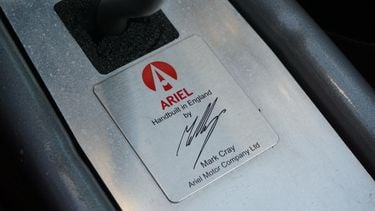 ARIEL
Handbuilt in England
by
Mark Cray
Ariel Motor Company Ltd